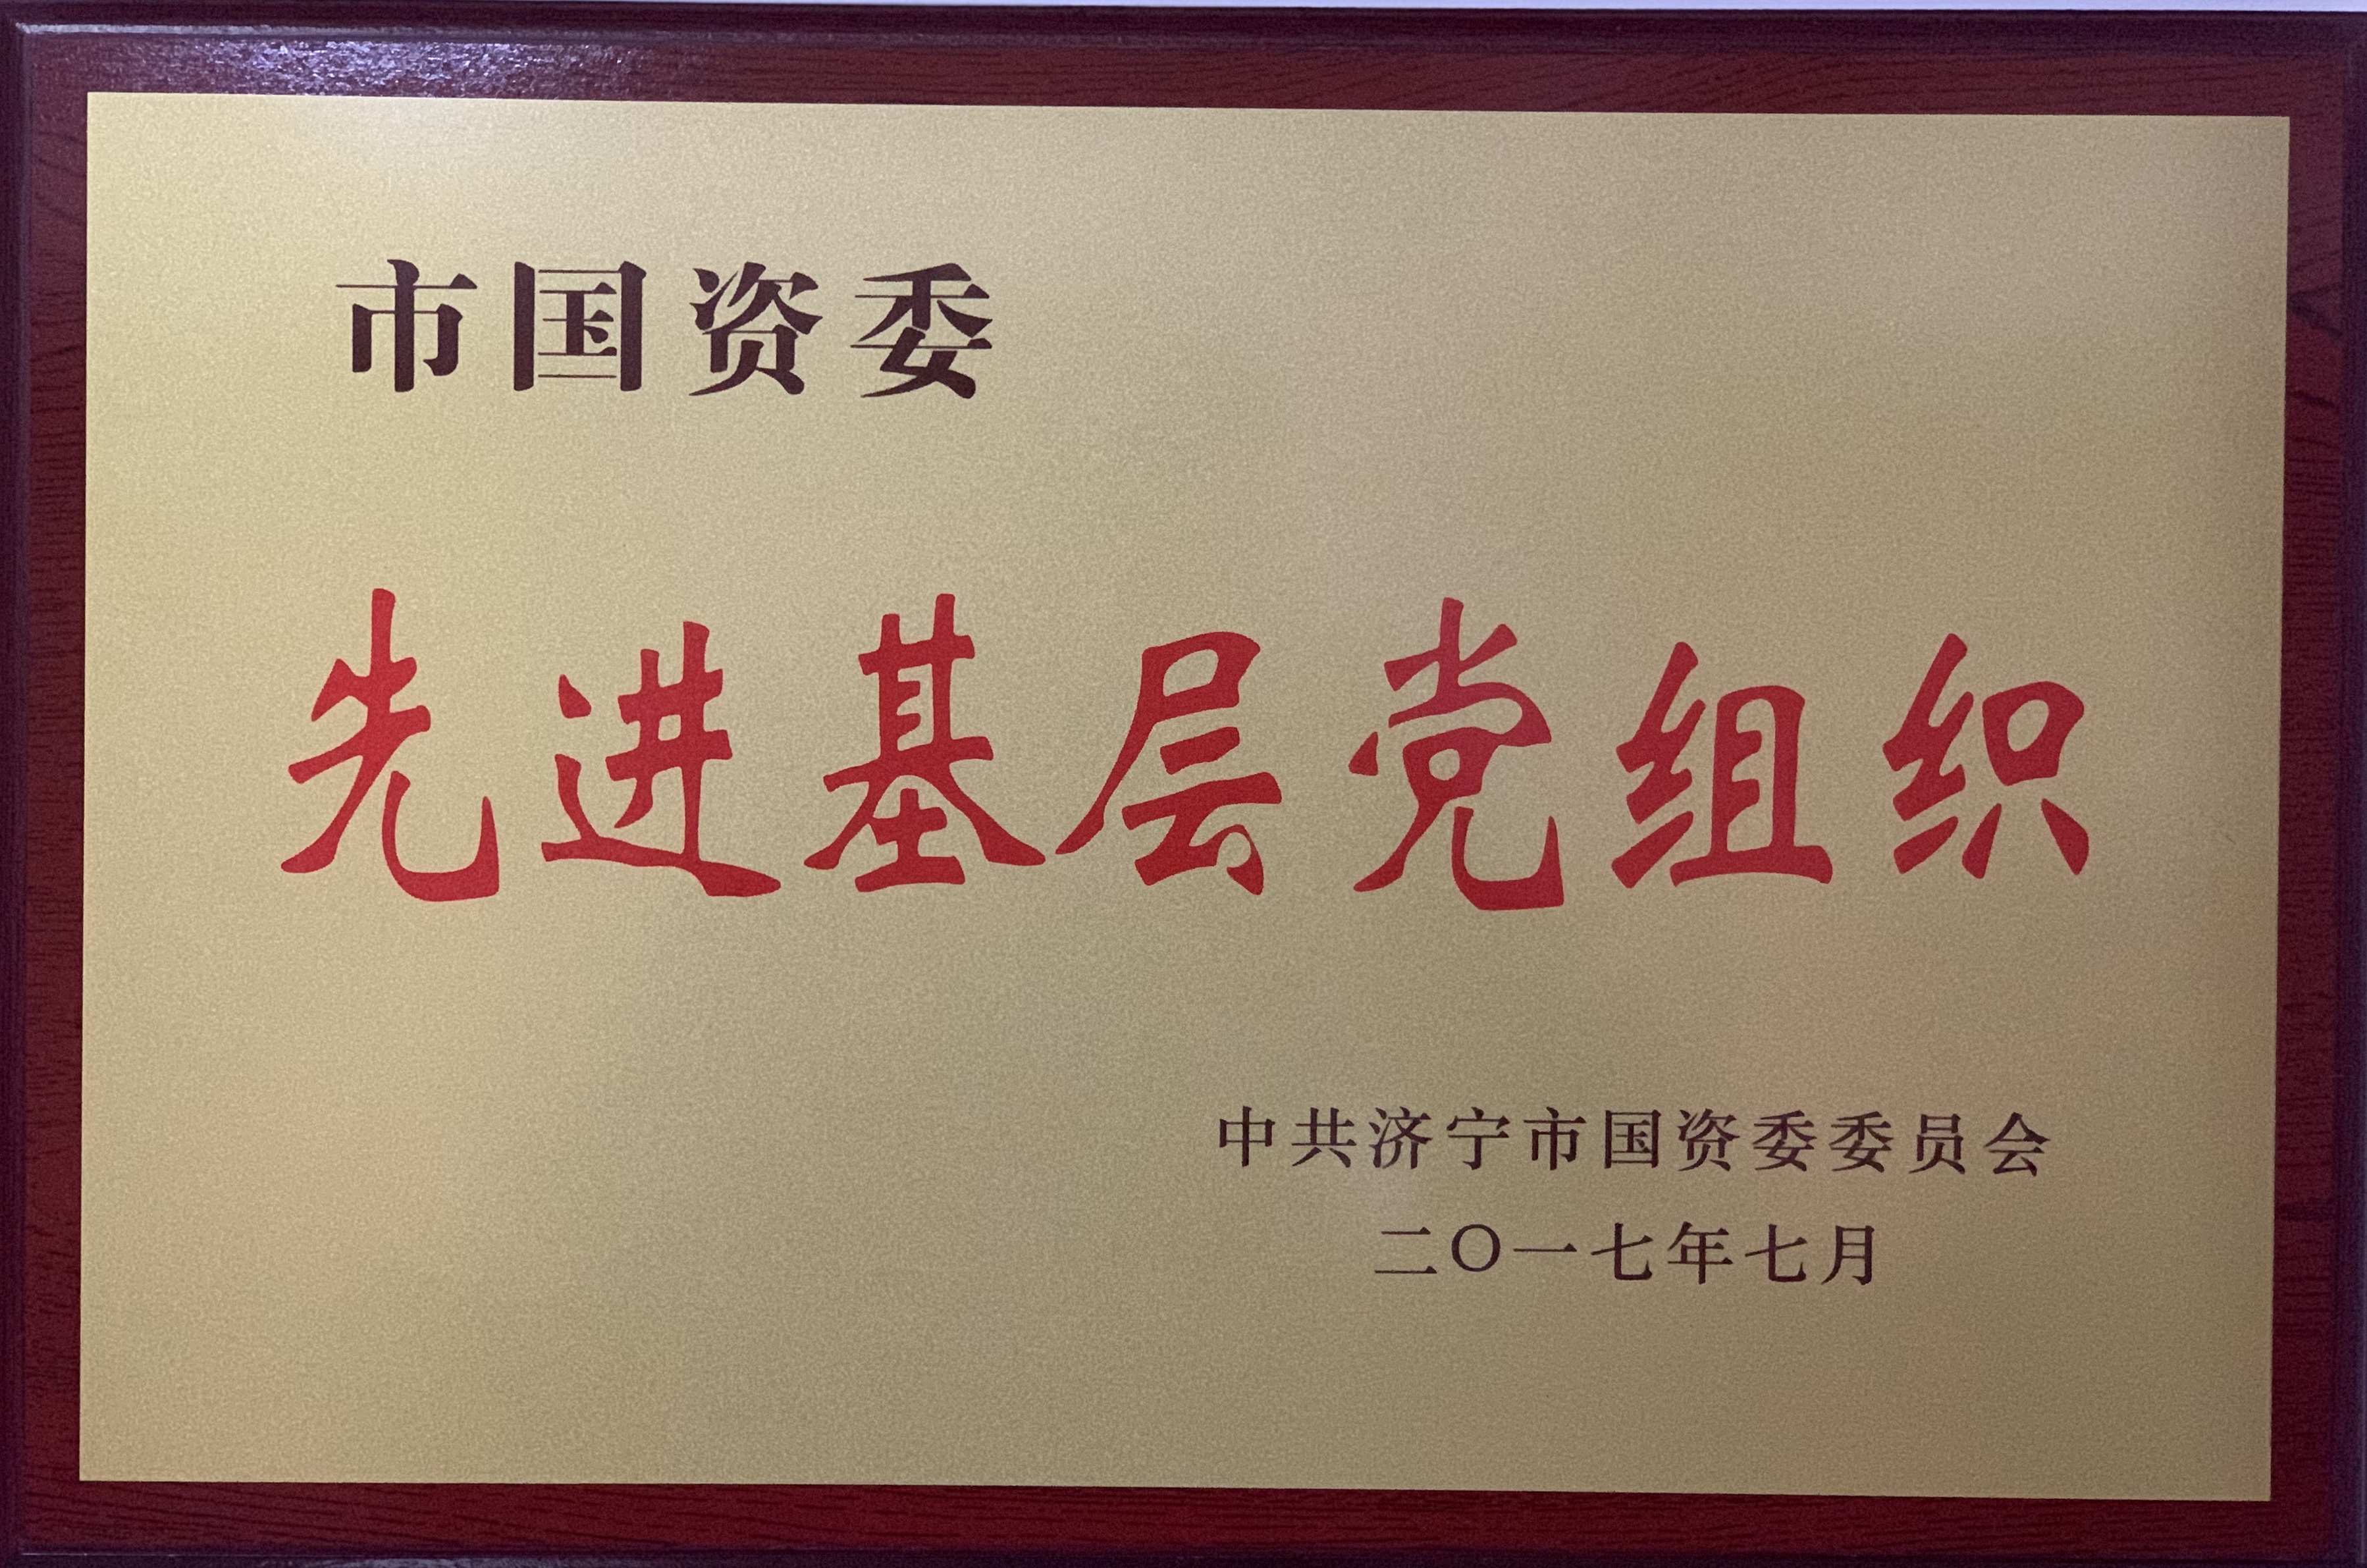 市国资委
先进基层党组织
中共济宁市国资委委员会
二〇一七年七月